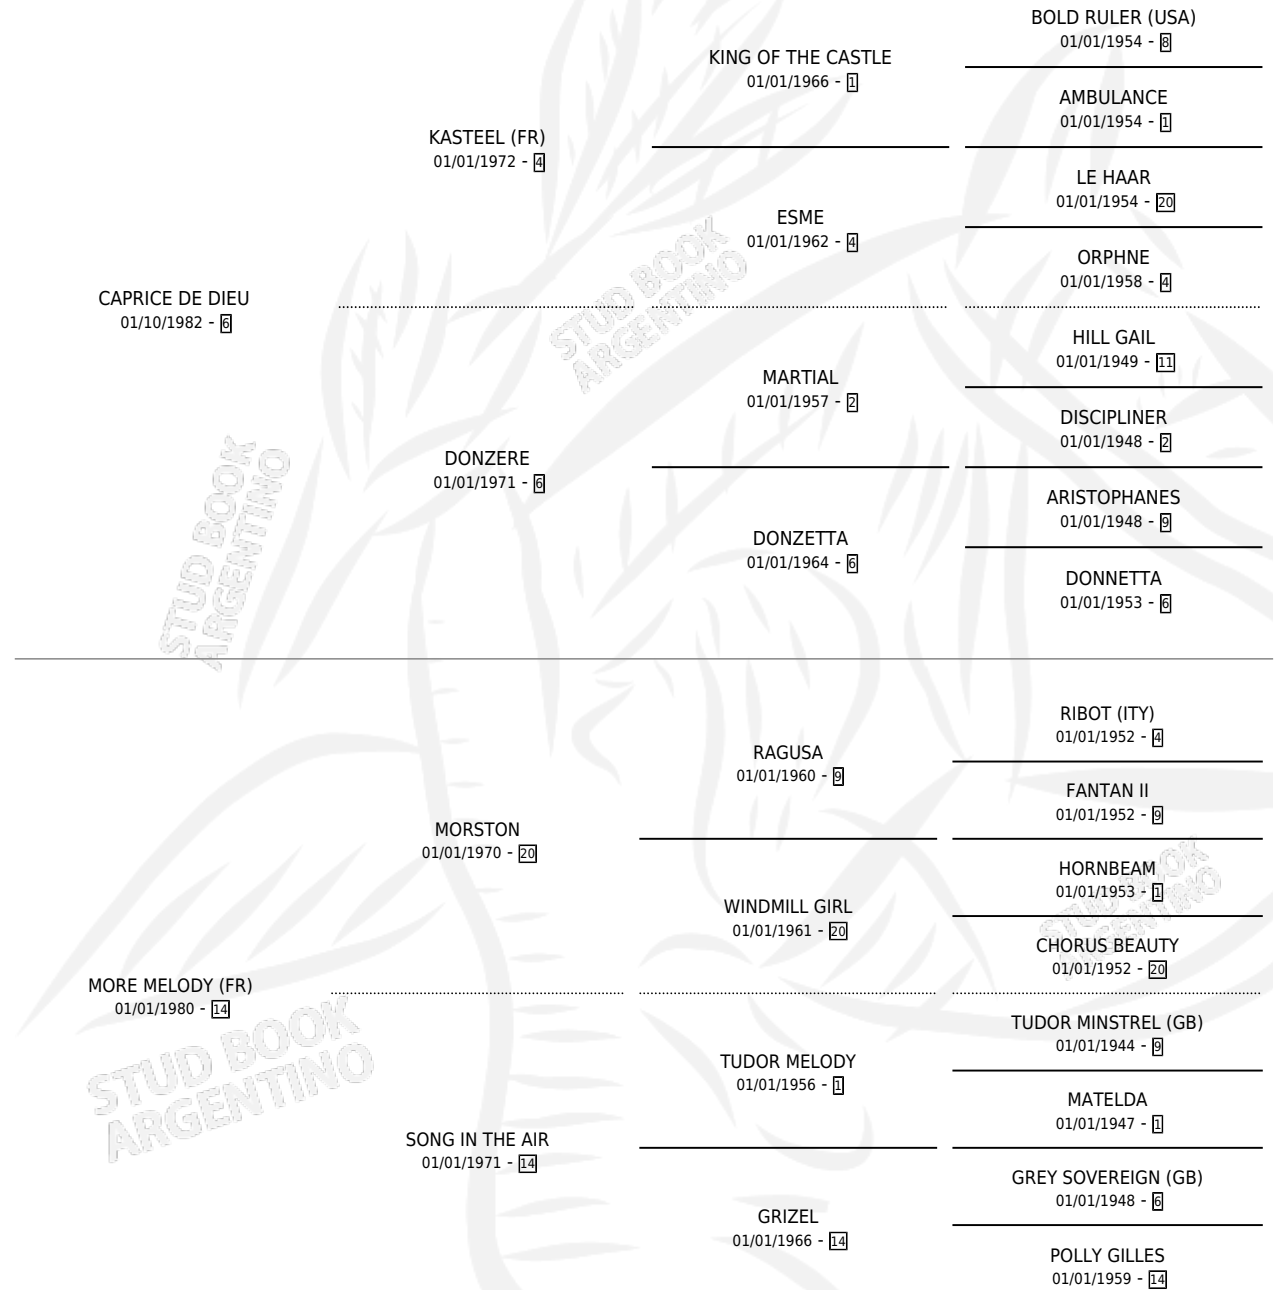 BOLD RULER (USA)
01/01/1954 - 8
KING OF THE CASTLE
01/01/1966 - 1
AMBULANCE
01/01/1954 - 1
KASTEEL (FR)
01/01/1972 - 4
LE HAAR
01/01/1954 - 20
ESME
01/01/1962 - 4
ORPHNE
01/01/1958 - 4
CAPRICE DE DIEU
01/10/1982 - 6
HILL GAIL
01/01/1949 - 11
MARTIAL
01/01/1957 - 2
DISCIPLINER
01/01/1948 - 2
DONZERE
01/01/1971 - 6
ARISTOPHANES
01/01/1948 - 9
DONZETTA
01/01/1964 - 6
DONNETTA
01/01/1953 - 6
RIBOT (ITY)
01/01/1952 - 4
RAGUSA
01/01/1960 - 9
FANTAN II
01/01/1952 - 9
MORSTON
01/01/1970 - 20
HORNBEAM
01/01/1953 - 1
WINDMILL GIRL
01/01/1961 - 20
CHORUS BEAUTY
01/01/1952 - 20
MORE MELODY (FR)
01/01/1980 - 14
TUDOR MINSTREL (GB)
01/01/1944 - 9
TUDOR MELODY
01/01/1956 - 1
MATELDA
01/01/1947 - 1
SONG IN THE AIR
01/01/1971 - 14
GREY SOVEREIGN (GB)
01/01/1948 - 6
GRIZEL
01/01/1966 - 14
POLLY GILLES
01/01/1959 - 14
STUD BOOK
ARGENTINO
STUD BOOK
ARGENTINO
STUD BOOK
ARGENTINO
STUD BOOK
ARGENTINO